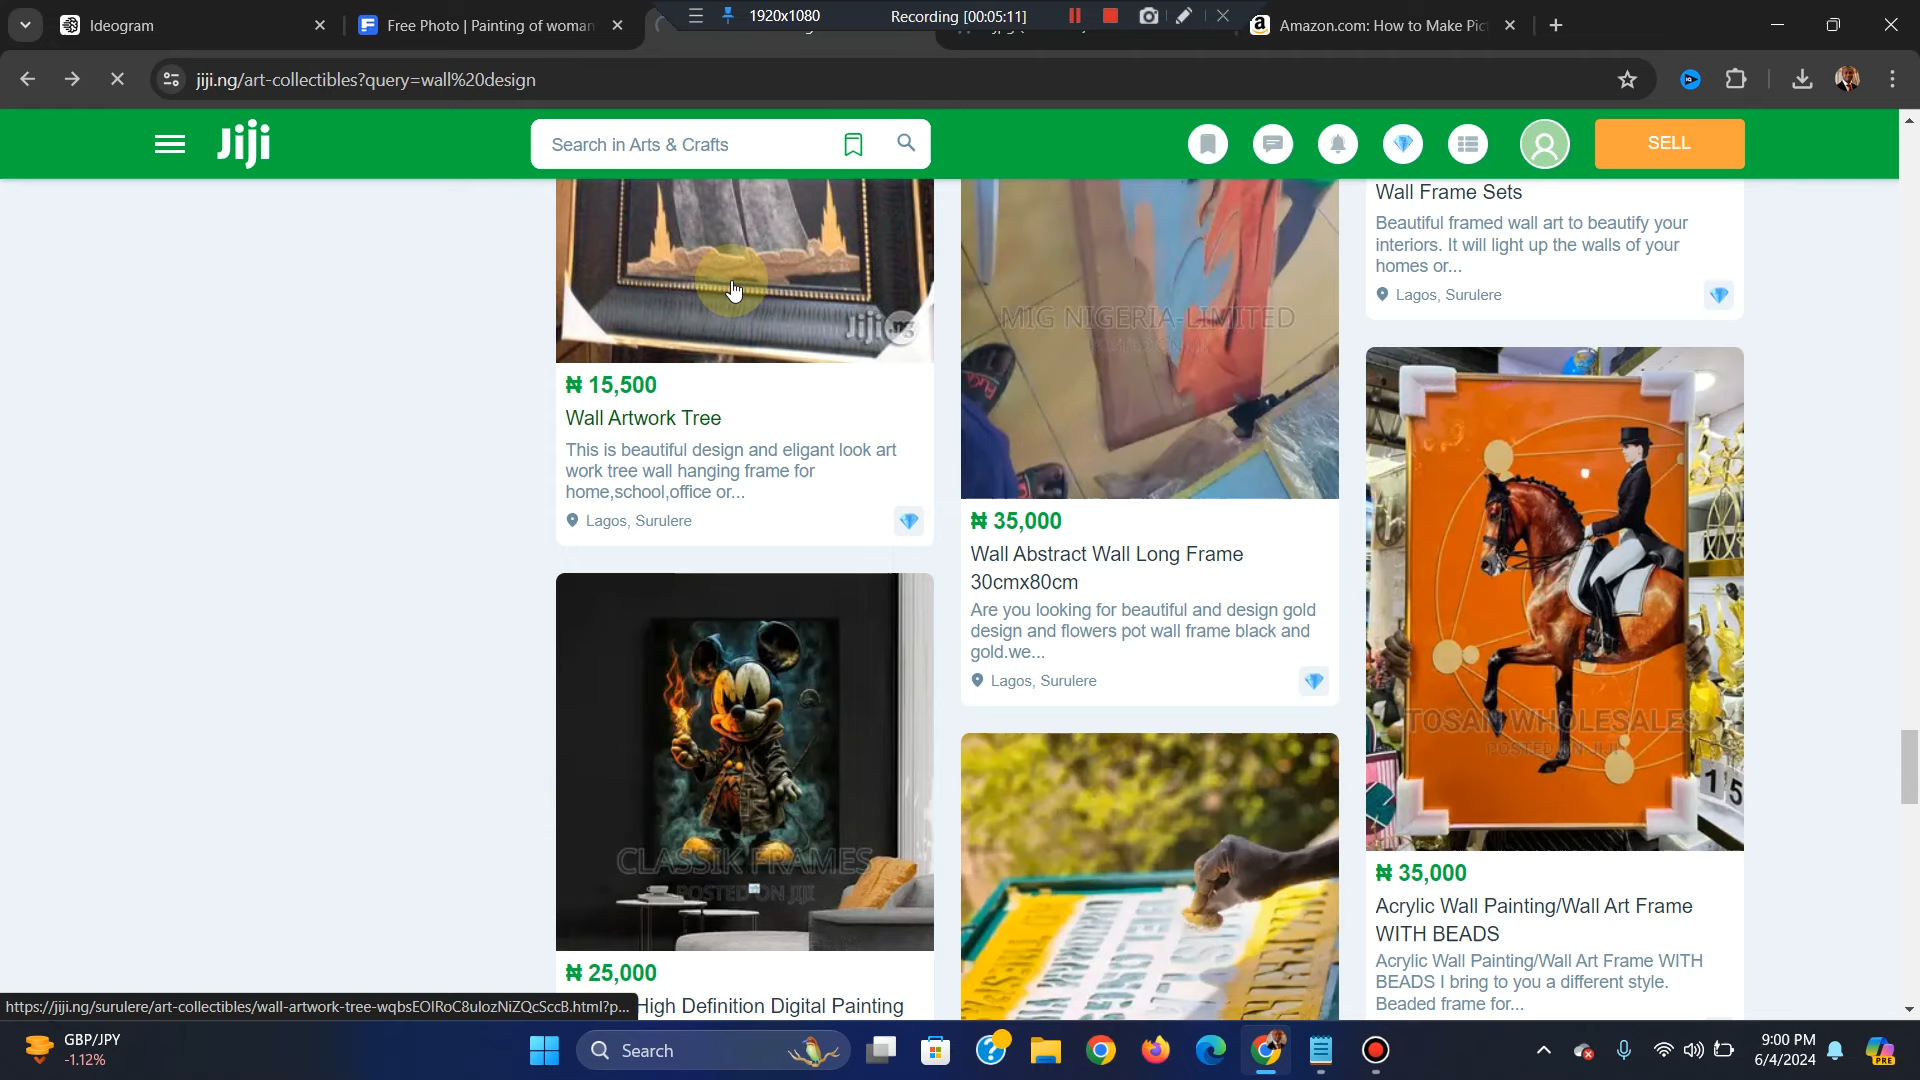 Ideogram
Free Photo | Painting of woman
1920x1080
Recording [00:05:11]
Amazon.com: How to Make Pic
jiji.ng/art-collectibles?query=wall%20design
Jiji
Search in Arts & Crafts
SELL
Jiji.ng
₦ 15,500
Wall Artwork Tree
This is beautiful design and eligant look art
work tree wall hanging frame for
home,school,office or...
Lagos, Surulere
CLASSIK FRAMES
POSTED ON JIJI
₦ 25,000
High Definition Digital Painting
MIG NIGERIA-LIMITED
₦ 35,000
Wall Abstract Wall Long Frame
30cmx80cm
Are you looking for beautiful and design gold
design and flowers pot wall frame black and
gold.we...
Lagos, Surulere
Wall Frame Sets
Beautiful framed wall art to beautify your
interiors. It will light up the walls of your
homes or...
Lagos, Surulere
TOSAN WHOLESALES
POSTED ON JIJI
15
₦ 35,000
Acrylic Wall Painting/Wall Art Frame
WITH BEADS
Acrylic Wall Painting/Wall Art Frame WITH
BEADS I bring to you a different style.
Beaded frame for...
https://jiji.ng/surulere/art-collectibles/wall-artwork-tree-wqbsEOIRoC8ulozNiZQcSccB.html?p...
GBP/JPY
-1.12%
Search
9:00 PM
6/4/2024
PRE